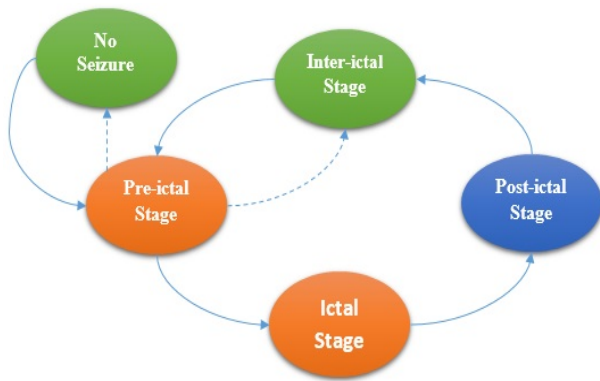 No
Seizure
Inter-ictal
Stage
Pre-ictal
Stage
Post-ictal
Stage
Ictal
Stage